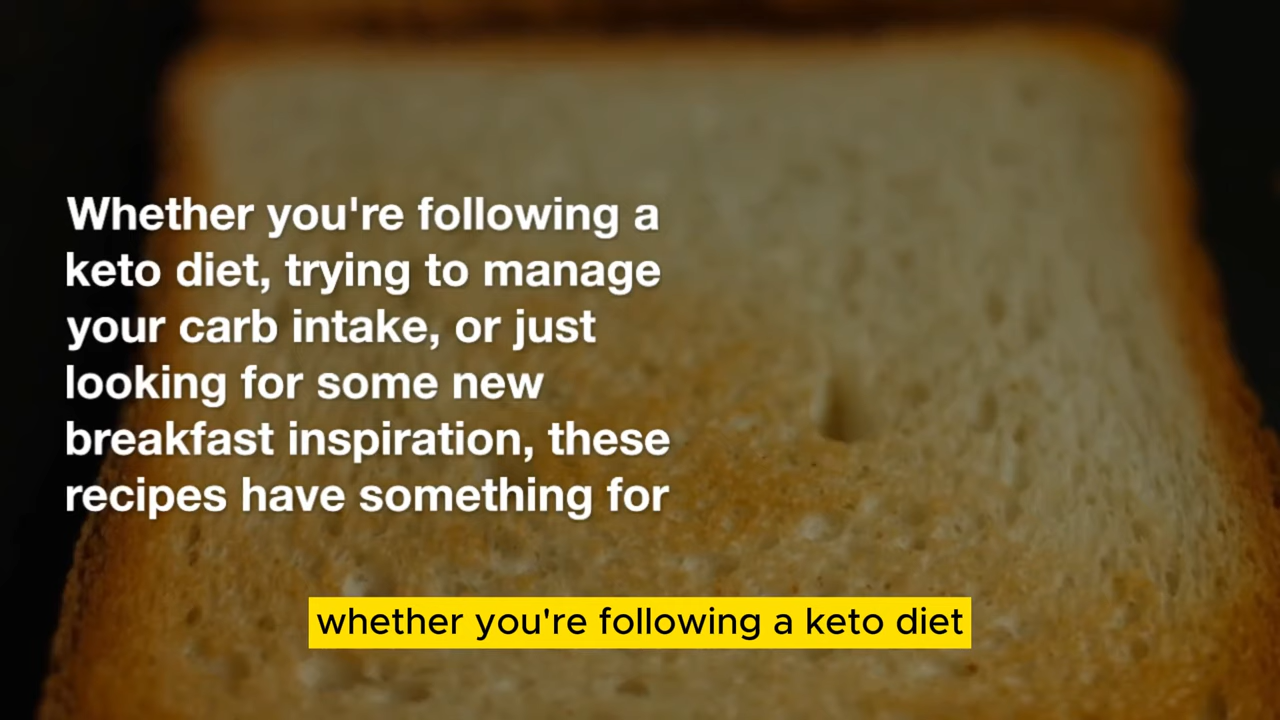 Whether you're following a
keto diet, trying to manage
your carb intake, or just
looking for some new
breakfast inspiration, these
recipes have something for
whether you're following a keto diet